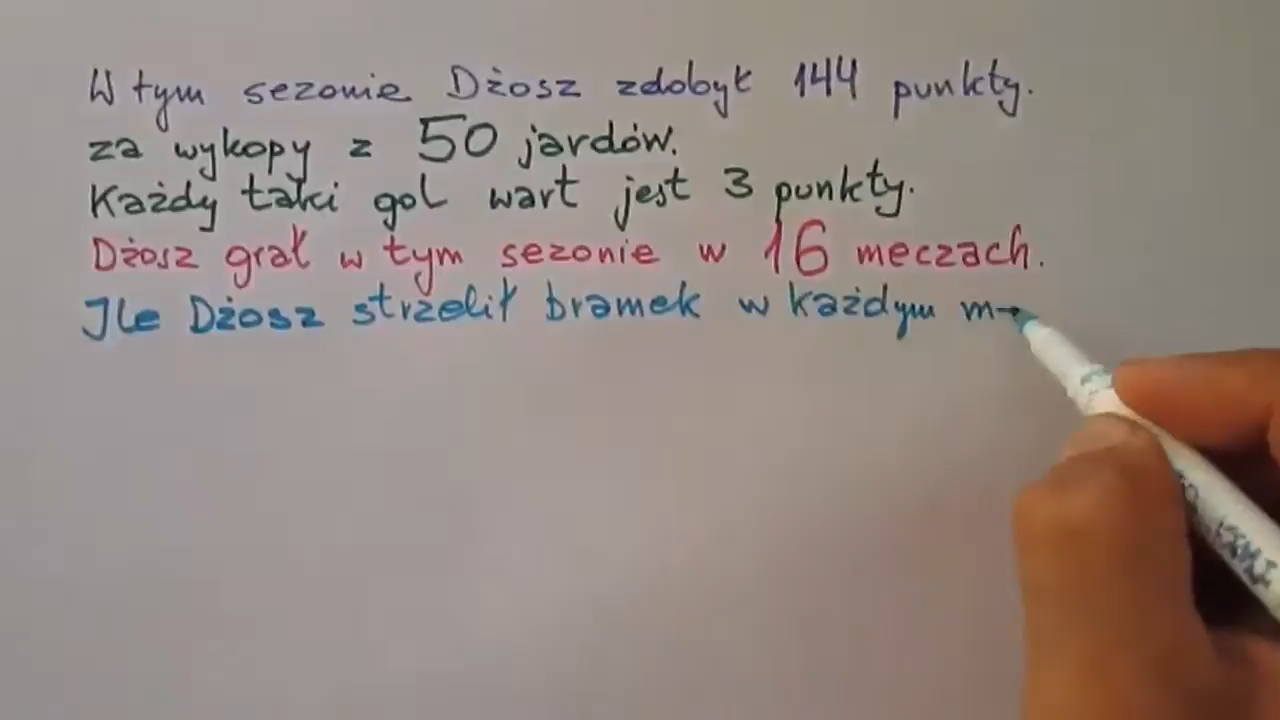 W tym sezonie Dżosz zdobył 144 punkty.
za wykopy z 50 jardów.
Każdy taki gol wart jest 3 punkty.
Dżosz grał w tym sezonie w 16 meczach.
Ile Dżosz strzelił bramek w każdym m